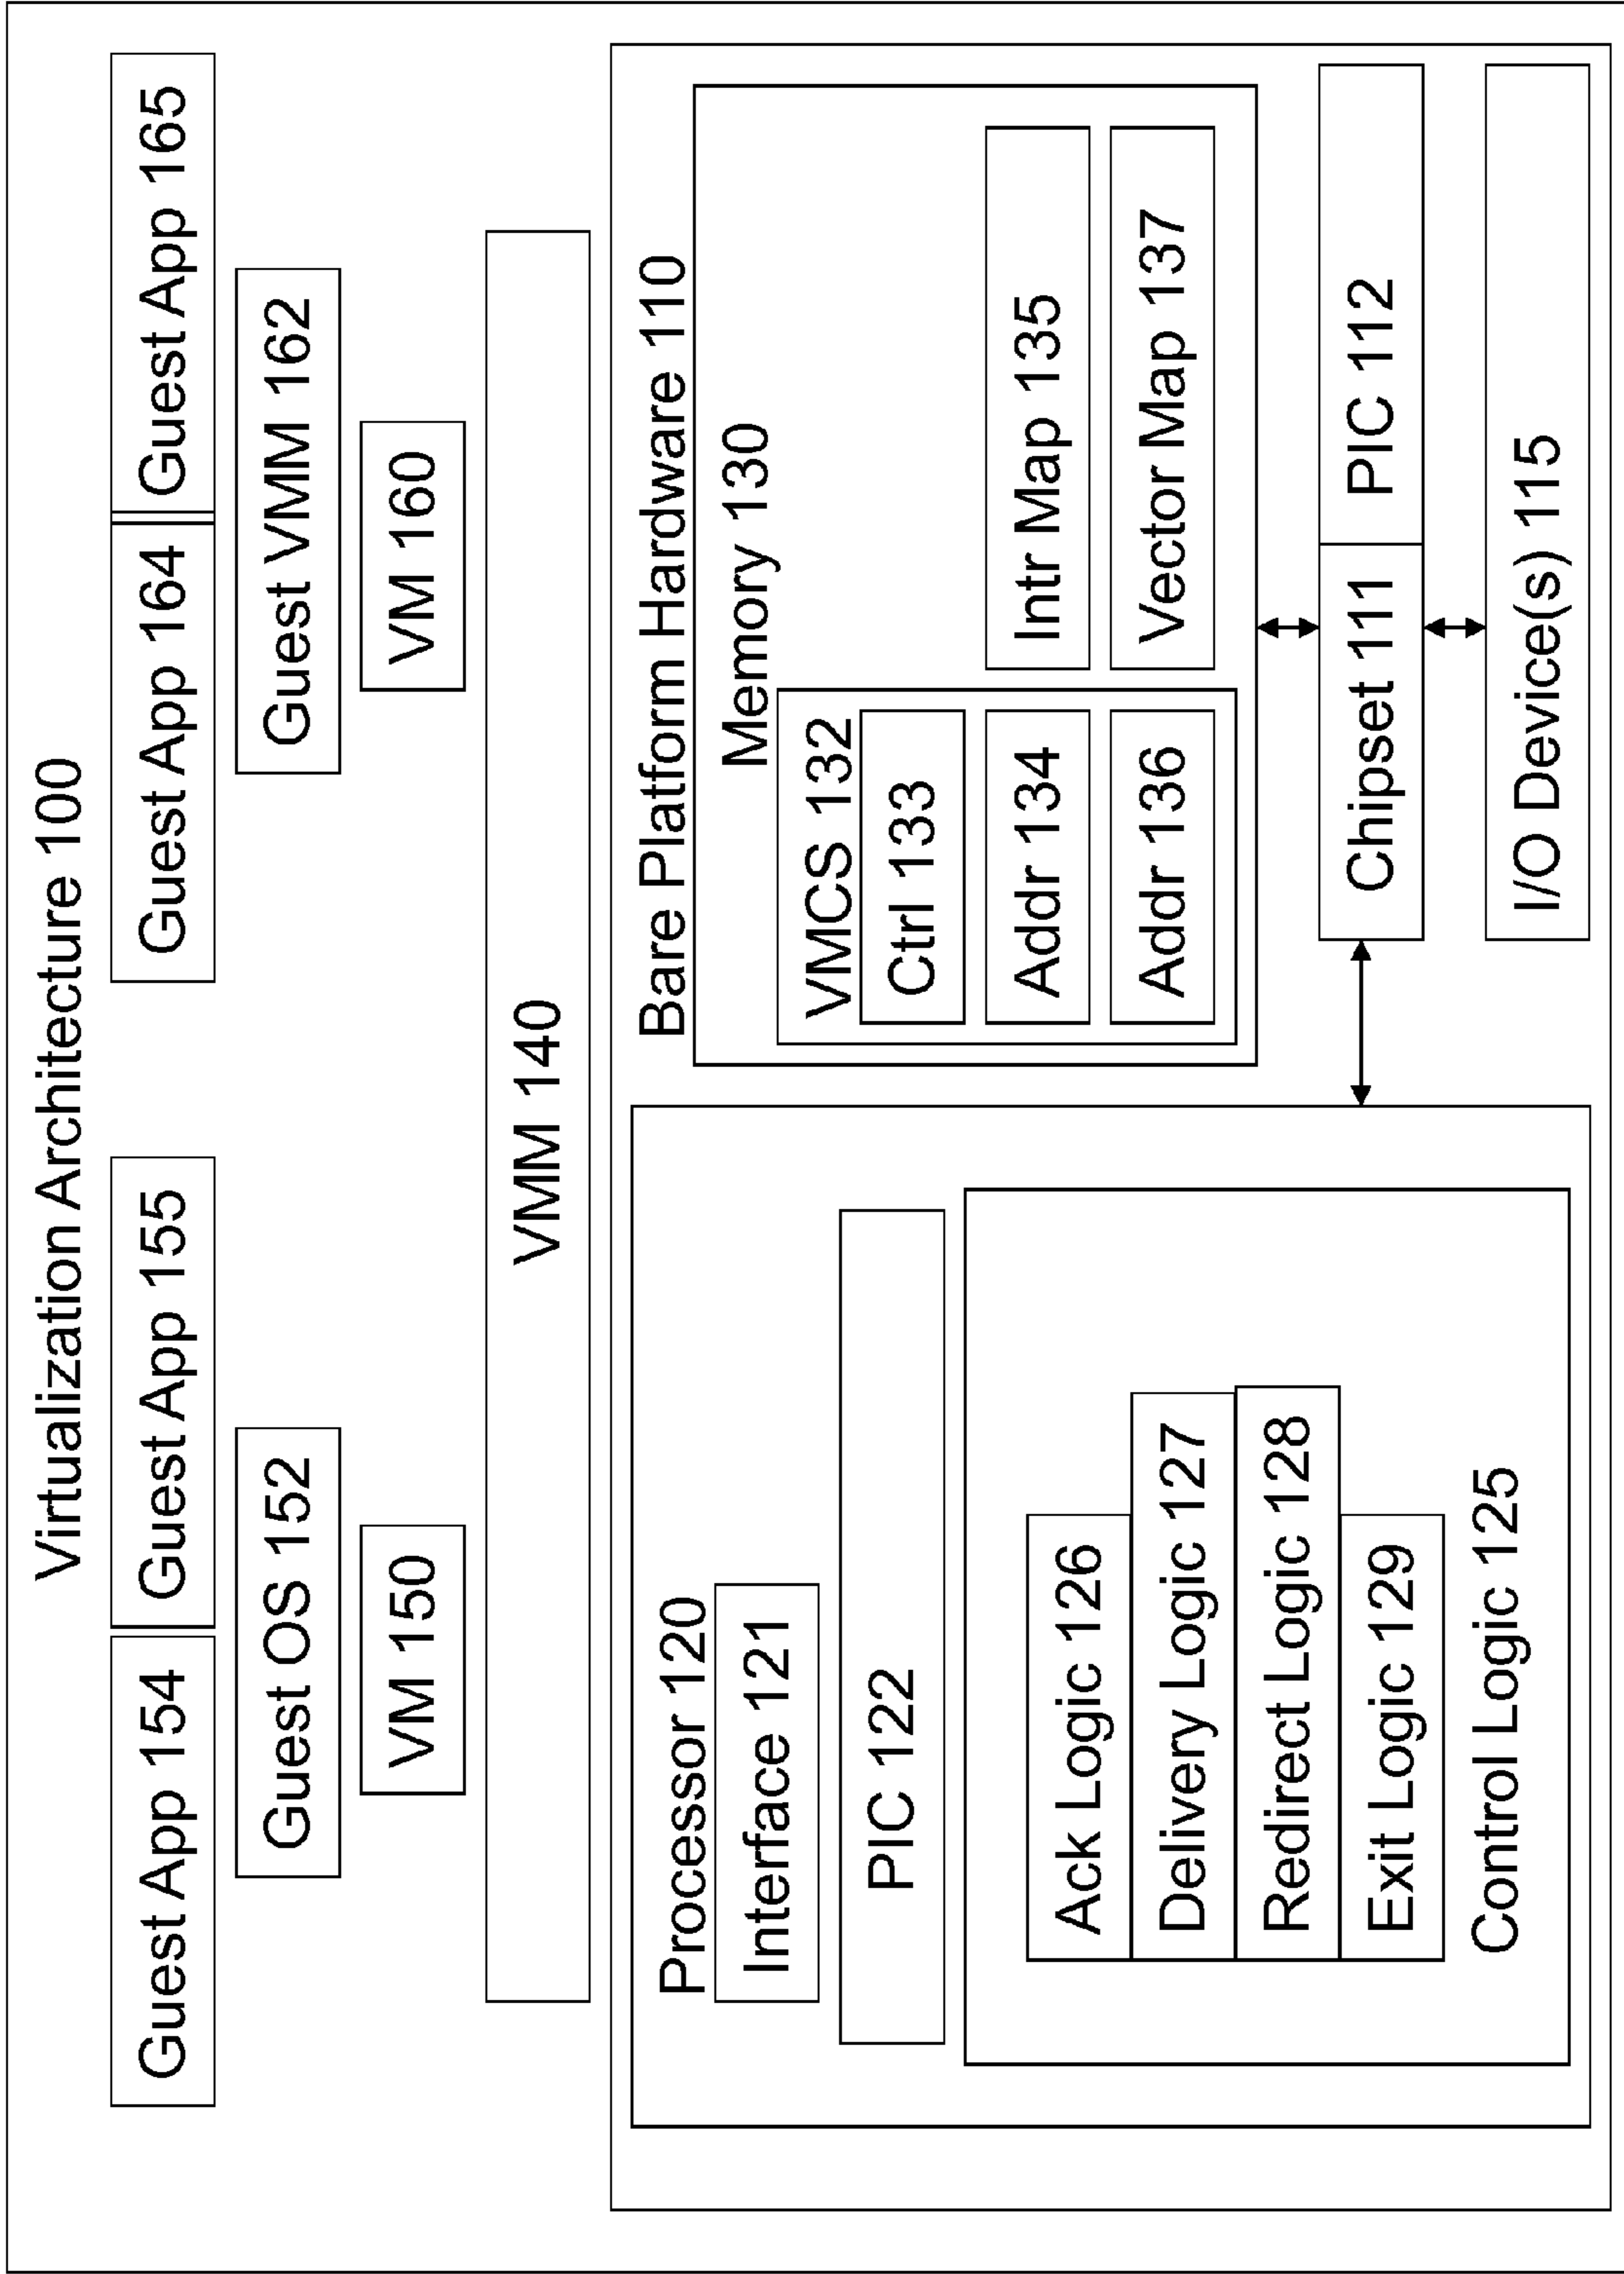 Virtualization Architecture 100
Guest App 154
Guest App 155
Guest App 164
Guest App 165
Guest OS 152
Guest VMM 162
VM 150
VM 160
VMM 140
Bare Platform Hardware 110
Processor 120
Interface 121
PIC 122
Ack Logic 126
Delivery Logic 127
Redirect Logic 128
Exit Logic 129
Control Logic 125
Memory 130
VMCS 132
Ctrl 133
Addr 134
Intr Map 135
Addr 136
Vector Map 137
Chipset 111
PIC 112
I/O Device(s) 115